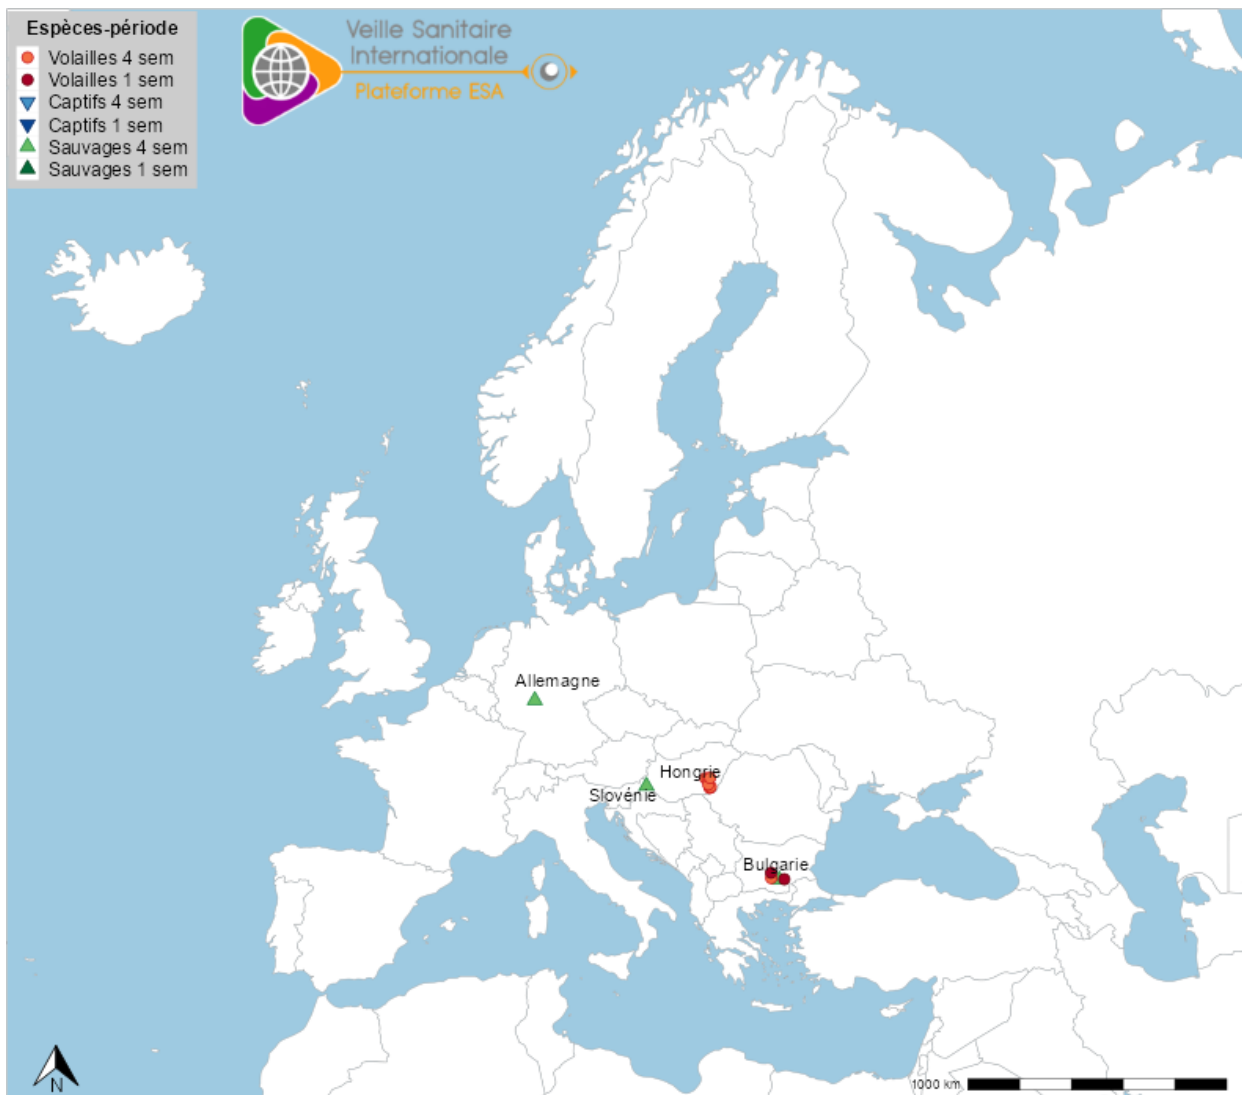 Espèces-période
Volailles 4 sem
Volailles 1 sem
Captifs 4 sem
Captifs 1 sem
Sauvages 4 sem
Sauvages 1 sem
Veille Sanitaire
Internationale
Plateforme ESA
Allemagne
Hongrie
Slovénie
Bulgarie
N
1000 km